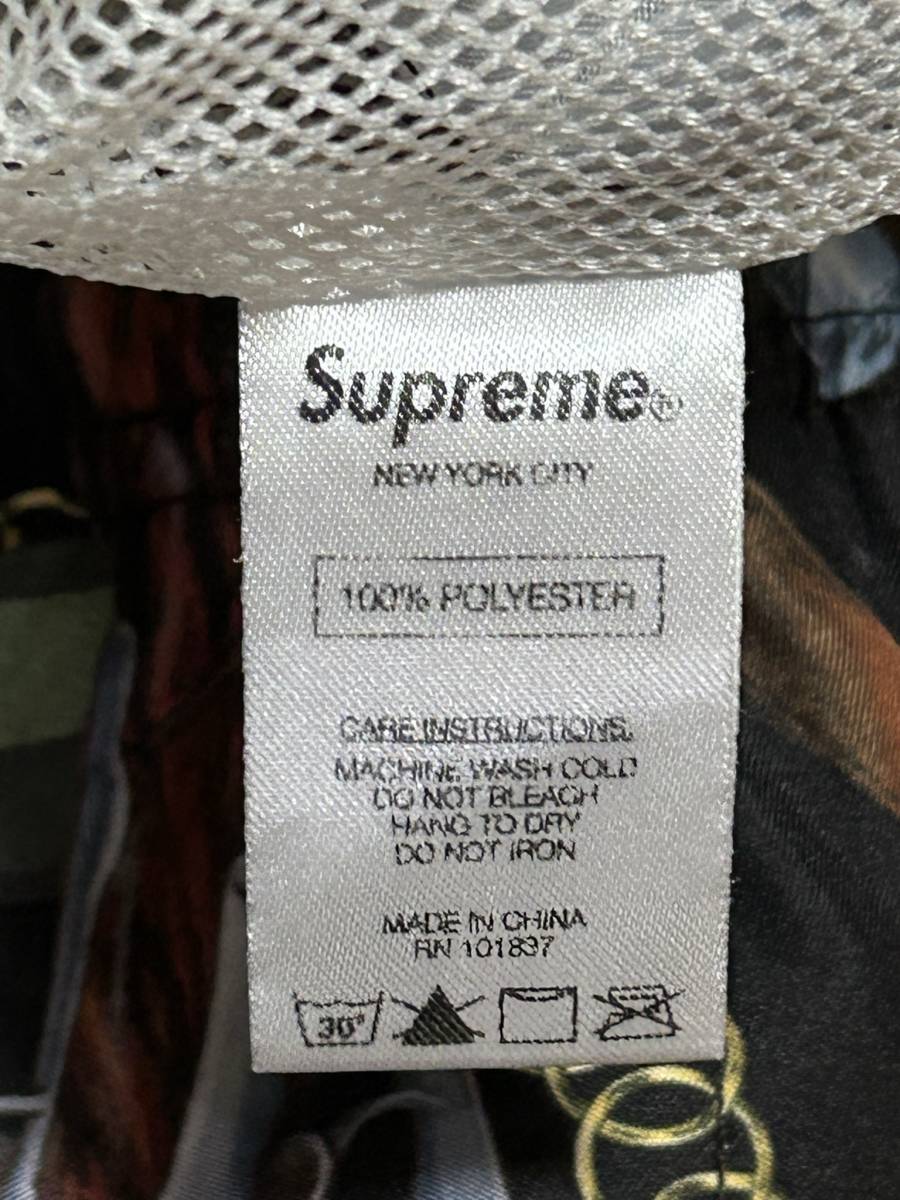 Supreme®
NEW YORK CITY
100% POLYESTER
CARE INSTRUCTIONS
MACHINE WASH COLD
DO NOT BLEACH
HANG TO DRY
DO NOT IRON
MADE IN CHINA
RN 101837
30°